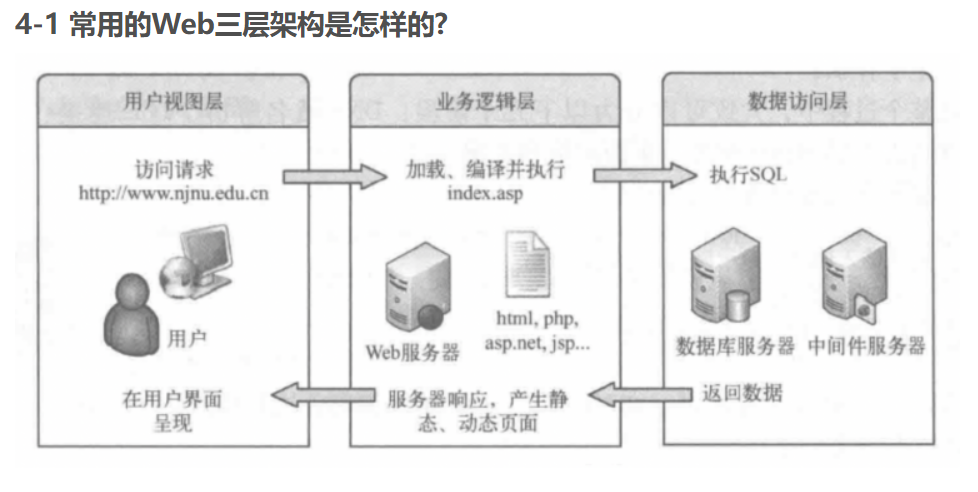 4-1 常用的Web三层架构是怎样的?
用户视图层
访问请求
http://www.njnu.edu.cn
用户
在用户界面
呈现
业务逻辑层
加载、编译并执行
index.asp
Web服务器
html, php,
asp.net, jsp...
服务器响应，产生静
态、动态页面
数据访问层
执行SQL
数据库服务器
中间件服务器
返回数据